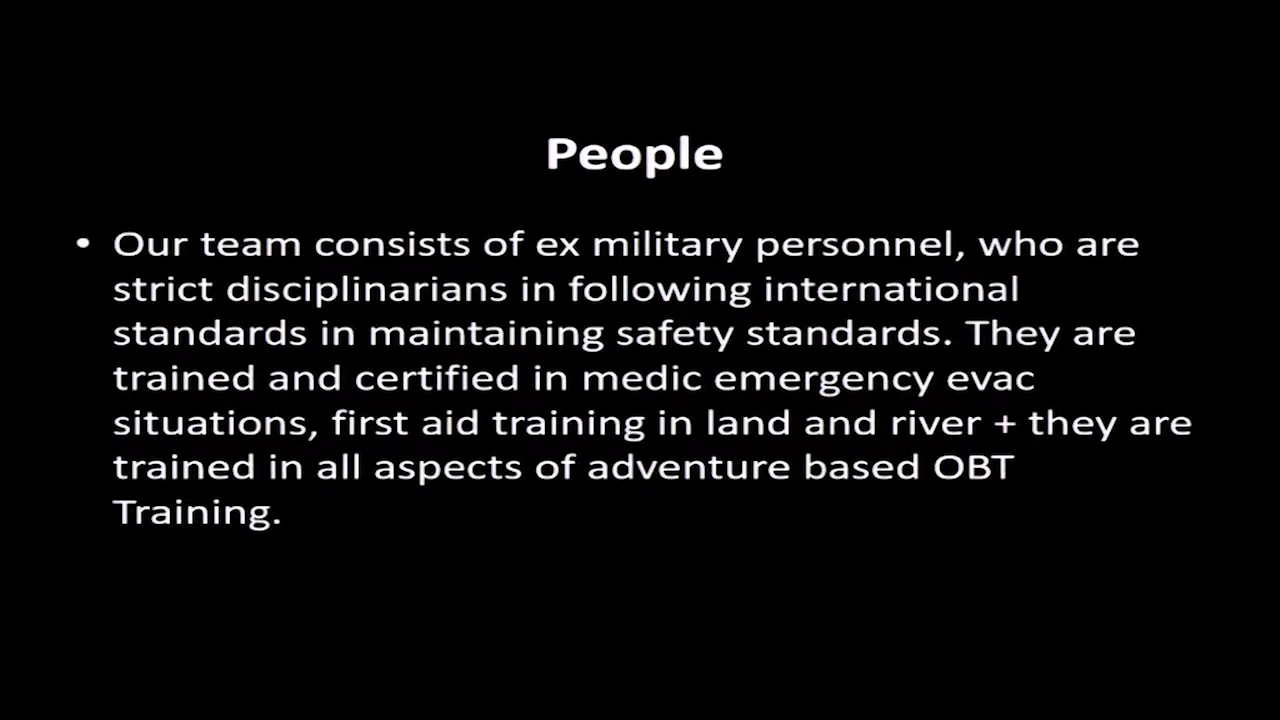 People
• Our team consists of ex military personnel, who are
strict disciplinarians in following international
standards in maintaining safety standards. They are
trained and certified in medic emergency evac
situations, first aid training in land and river + they are
trained in all aspects of adventure based OBT
Training.